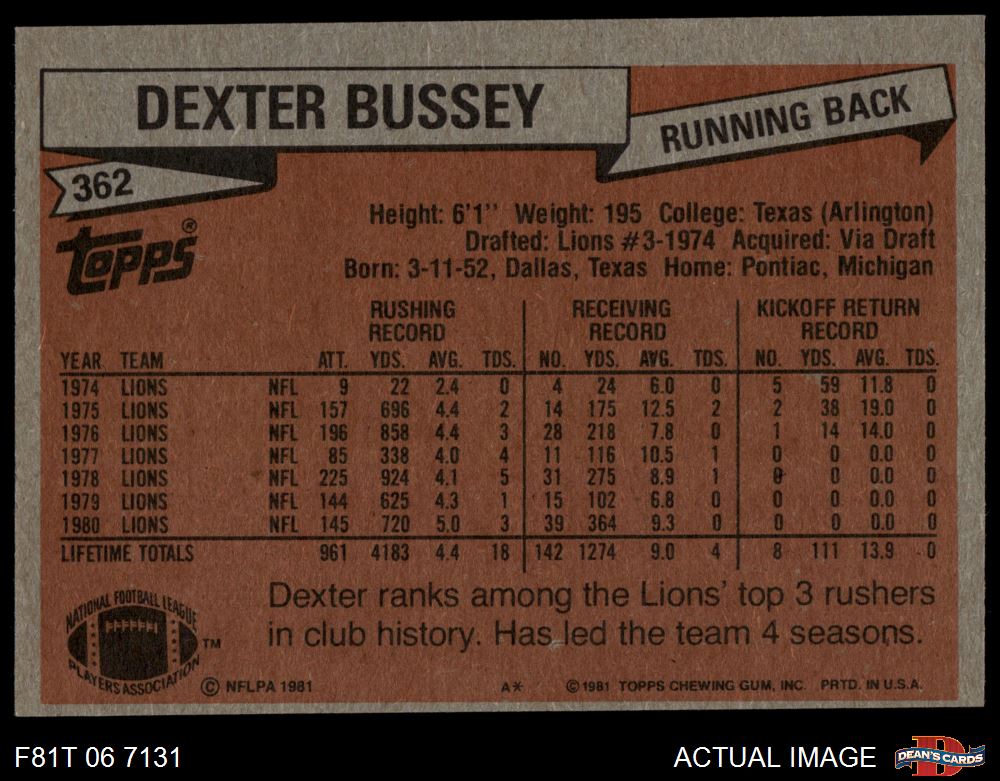 DEXTER BUSSEY
RUNNING BACK
362
Topps®
Height: 6'1" Weight: 195 College: Texas (Arlington)
Drafted: Lions #3-1974 Acquired: Via Draft
Born: 3-11-52, Dallas, Texas Home: Pontiac, Michigan
RUSHING RECORD RECEIVING RECORD KICKOFF RETURN RECORD
YEAR TEAM ATT. YDS. AVG. TDS. NO. YDS. AVG. TDS. NO. YDS. AVG. TDS.
1974 LIONS NFL 9 22 2.4 0 4 24 6.0 0 5 59 11.8 0
1975 LIONS NFL 157 696 4.4 2 14 175 12.5 2 2 38 19.0 0
1976 LIONS NFL 196 858 4.4 3 28 218 7.8 0 1 14 14.0 0
1977 LIONS NFL 85 338 4.0 4 11 116 10.5 1 0 0 0.0 0
1978 LIONS NFL 225 924 4.1 5 31 275 8.9 1 0 0 0.0 0
1979 LIONS NFL 144 625 4.3 1 15 102 6.8 0 0 0 0.0 0
1980 LIONS NFL 145 720 5.0 3 39 364 9.3 0 0 0 0.0 0
LIFETIME TOTALS 961 4183 4.4 18 142 1274 9.0 4 8 111 13.9 0
Dexter ranks among the Lions' top 3 rushers
in club history. Has led the team 4 seasons.
NATIONAL FOOTBALL LEAGUE
PLAYERS ASSOCIATION
TM
© NFLPA 1981 A* © 1981 TOPPS CHEWING GUM, INC. PRTD. IN U.S.A.
F81T 06 7131 ACTUAL IMAGE
D
DEAN'S CARDS